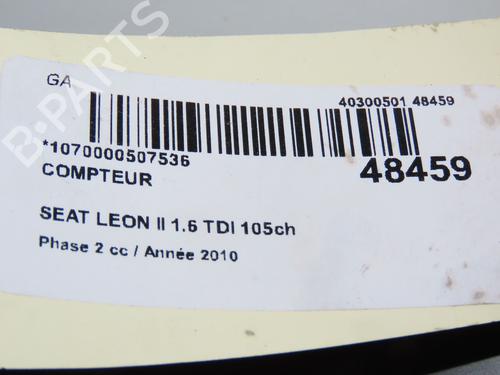 B-PARTS
GA
40300501 48459
*1070000507536
48459
COMPTEUR
SEAT LEON II 1.6 TDI 105ch
Phase 2 cc / Année 2010